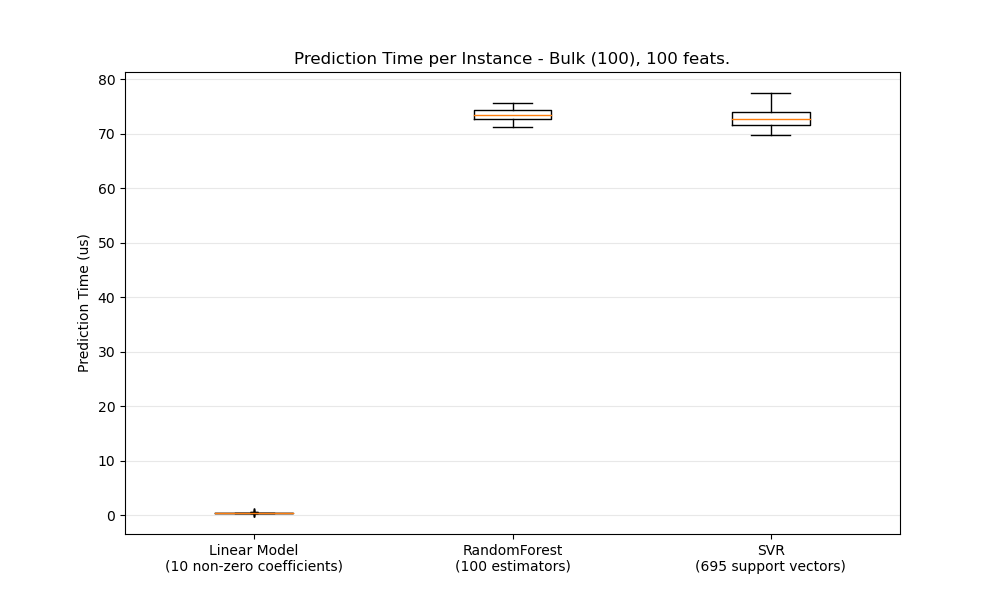 Prediction Time per Instance - Bulk (100), 100 feats.
80
70
60
50
40
30
20
10
0
Prediction Time (us)
Linear Model
(10 non-zero coefficients)
RandomForest
(100 estimators)
SVR
(695 support vectors)